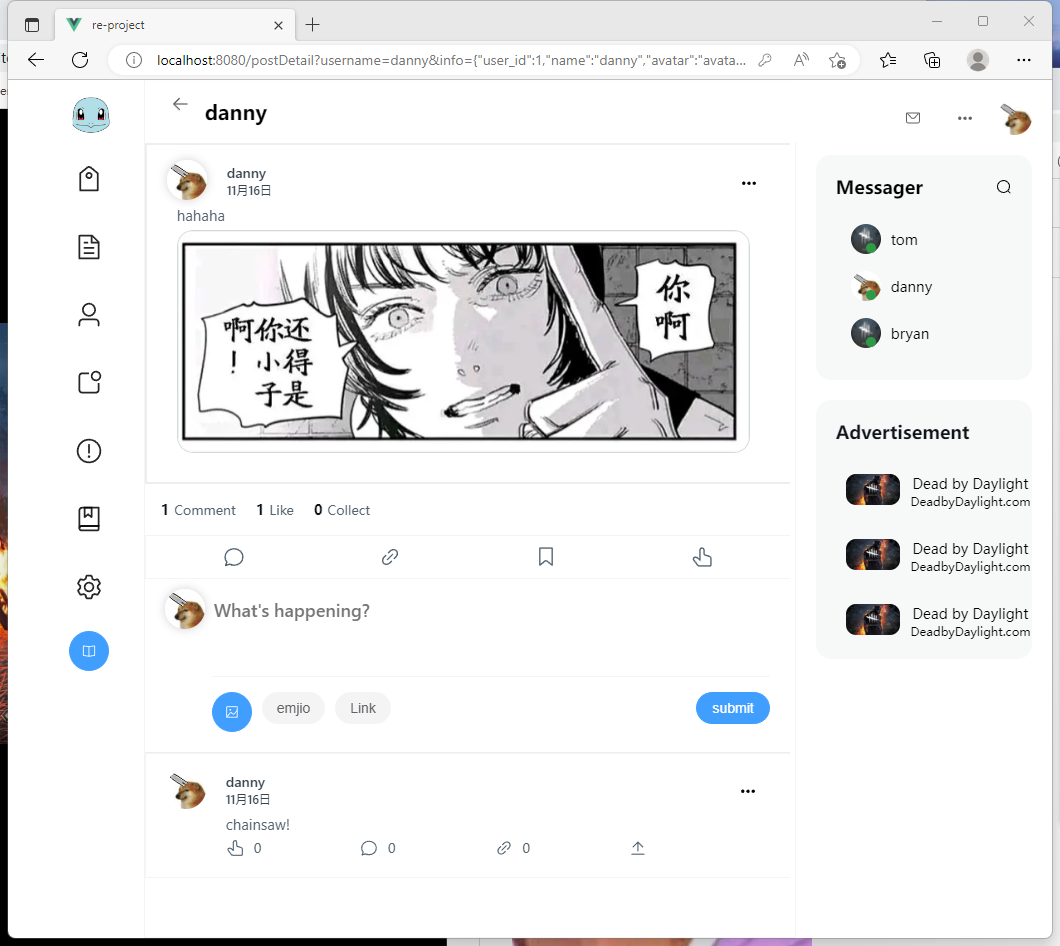 re-project
localhost:8080/postDetail?username=danny&info={"user_id":1,"name":"danny","avatar":"avata...
danny
danny
11月16日
hahaha
啊你还
！小得
子是
你
啊
1 Comment 1 Like 0 Collect
What's happening?
emjio Link submit
danny
11月16日
chainsaw!
0 0 0
Messager
tom
danny
bryan
Advertisement
Dead by Daylight
DeadbyDaylight.com
Dead by Daylight
DeadbyDaylight.com
Dead by Daylight
DeadbyDaylight.com